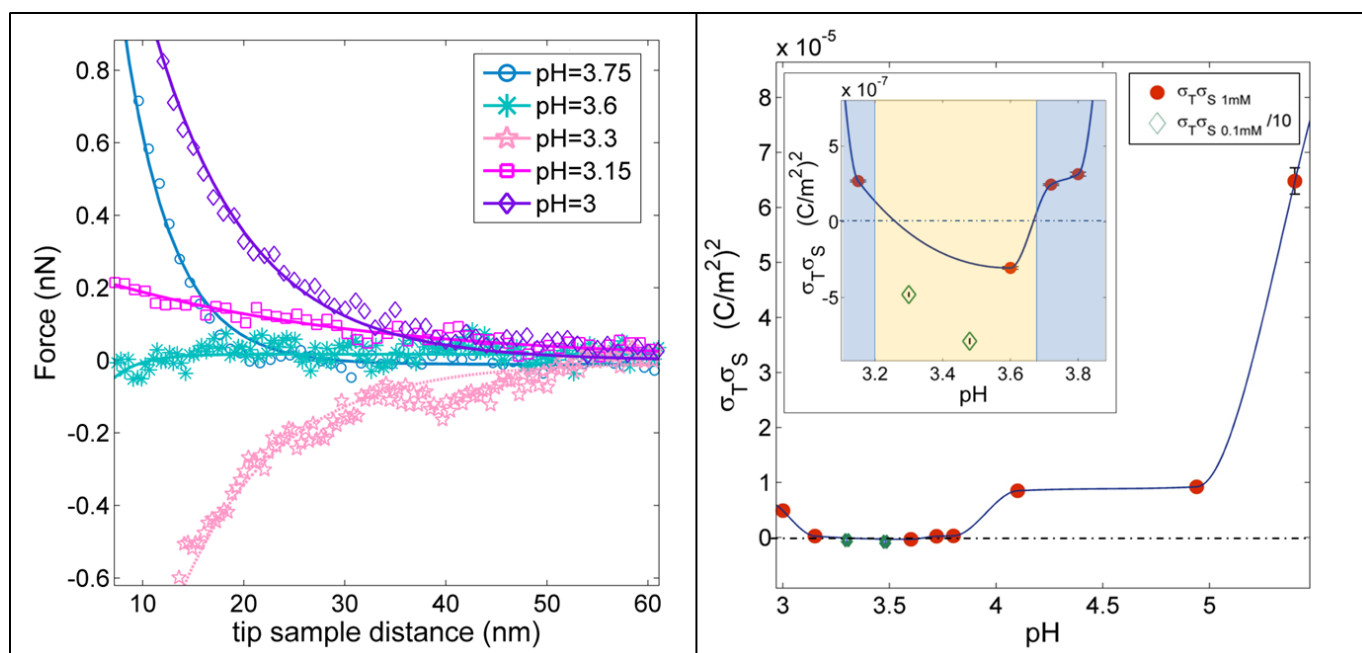 0.8
0.6
0.4
0.2
0
-0.2
-0.4
-0.6
Force (nN)
10 20 30 40 50 60
tip sample distance (nm)
pH=3.75
pH=3.6
pH=3.3
pH=3.15
pH=3
x 10⁻⁵
8
7
6
5
4
3
2
1
0
σTσS (C/m²)²
3 3.5 4 4.5 5
pH
σTσS 1mM
σTσS 0.1mM /10
x 10⁻⁷
5
0
-5
σTσS (C/m²)²
3.2 3.4 3.6 3.8
pH